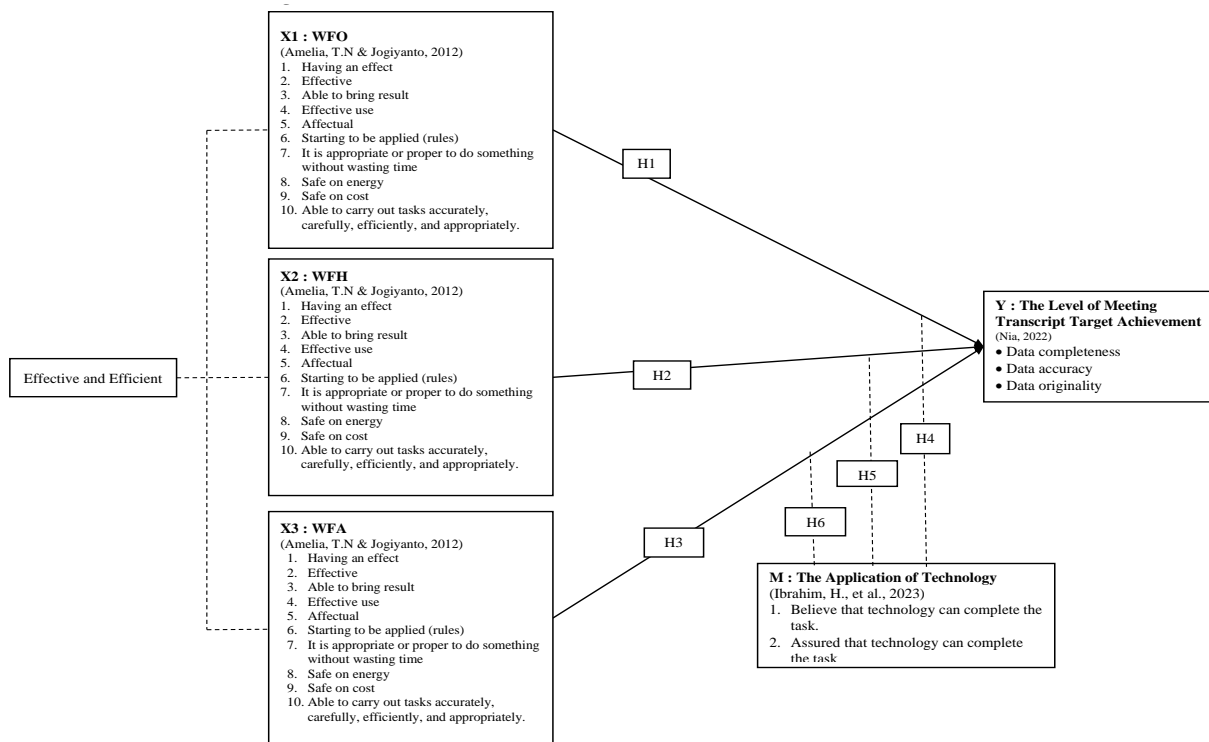 X1 : WFO
(Amelia, T.N & Jogiyanto, 2012)
1. Having an effect
2. Effective
3. Able to bring result
4. Effective use
5. Affectual
6. Starting to be applied (rules)
7. It is appropriate or proper to do something
without wasting time
8. Safe on energy
9. Safe on cost
10. Able to carry out tasks accurately,
carefully, efficiently, and appropriately.
H1
X2 : WFH
(Amelia, T.N & Jogiyanto, 2012)
1. Having an effect
2. Effective
3. Able to bring result
4. Effective use
5. Affectual
6. Starting to be applied (rules)
7. It is appropriate or proper to do something
without wasting time
8. Safe on energy
9. Safe on cost
10. Able to carry out tasks accurately,
carefully, efficiently, and appropriately.
Effective and Efficient
H2
Y : The Level of Meeting
Transcript Target Achievement
(Nia, 2022)
• Data completeness
• Data accuracy
• Data originality
H4
H5
H6
H3
X3 : WFA
(Amelia, T.N & Jogiyanto, 2012)
1. Having an effect
2. Effective
3. Able to bring result
4. Effective use
5. Affectual
6. Starting to be applied (rules)
7. It is appropriate or proper to do something
without wasting time
8. Safe on energy
9. Safe on cost
10. Able to carry out tasks accurately,
carefully, efficiently, and appropriately.
M : The Application of Technology
(Ibrahim, H., et al., 2023)
1. Believe that technology can complete the
task.
2. Assured that technology can complete
the task